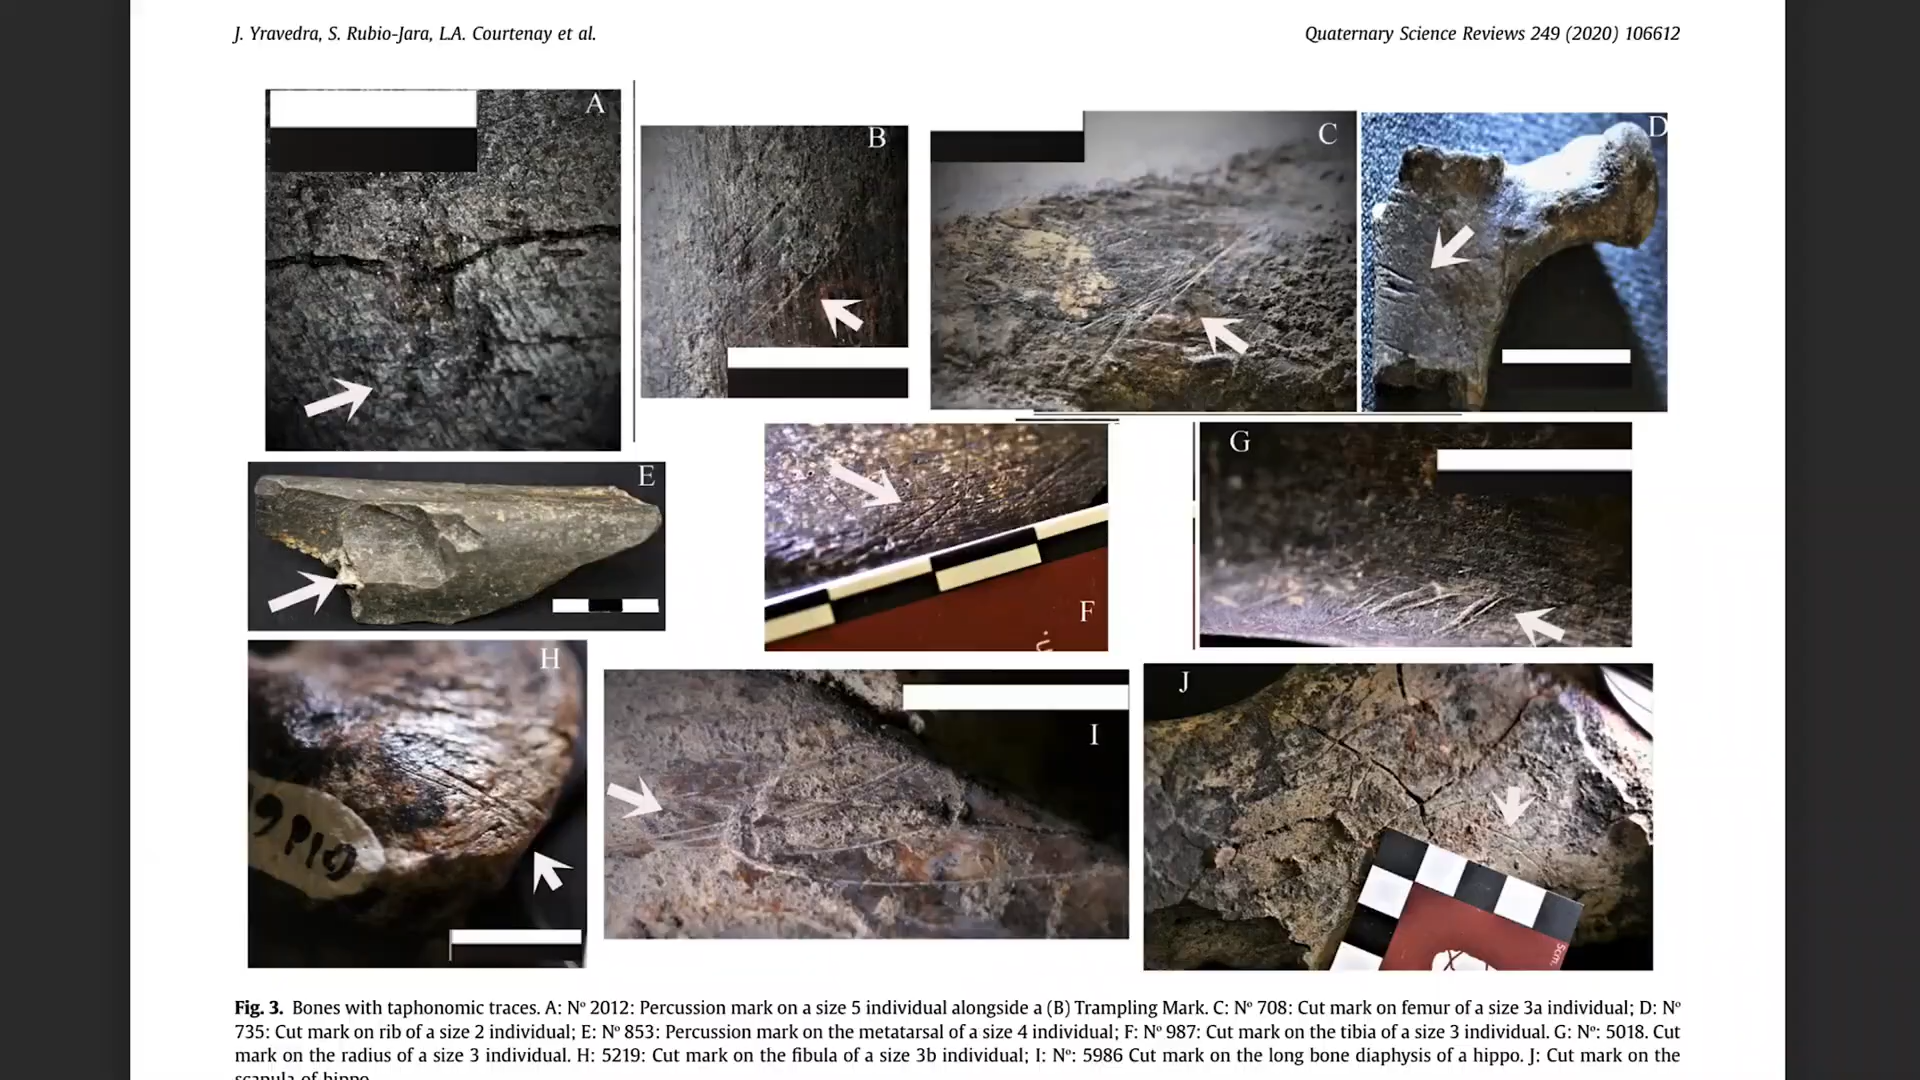 J. Yravedra, S. Rubio-Jara, L.A. Courtenay et al.
Quaternary Science Reviews 249 (2020) 106612
A
B
C
D
E
F
G
H
I
J
5cm.
Fig. 3. Bones with taphonomic traces. A: Nº 2012: Percussion mark on a size 5 individual alongside a (B) Trampling Mark. C: Nº 708: Cut mark on femur of a size 3a individual; D: Nº
735: Cut mark on rib of a size 2 individual; E: Nº 853: Percussion mark on the metatarsal of a size 4 individual; F: Nº 987: Cut mark on the tibia of a size 3 individual. G: Nº: 5018. Cut
mark on the radius of a size 3 individual. H: 5219: Cut mark on the fibula of a size 3b individual; I: Nº: 5986 Cut mark on the long bone diaphysis of a hippo. J: Cut mark on the
scapula of hippo.